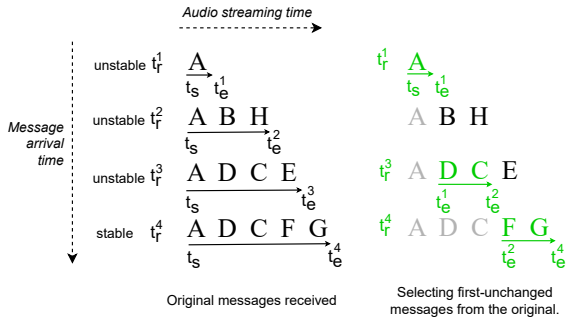 Audio streaming time
Message
arrival
time
unstable t_r^1 A
t_s t_e^1
unstable t_r^2 A B H
t_s t_e^2
unstable t_r^3 A D C E
t_s t_e^3
stable t_r^4 A D C F G
t_s t_e^4
Original messages received
t_r^1 A
t_s t_e^1
A B H
t_r^3 A D C E
t_e^1 t_e^2
t_r^4 A D C F G
t_e^2 t_e^4
Selecting first-unchanged
messages from the original.